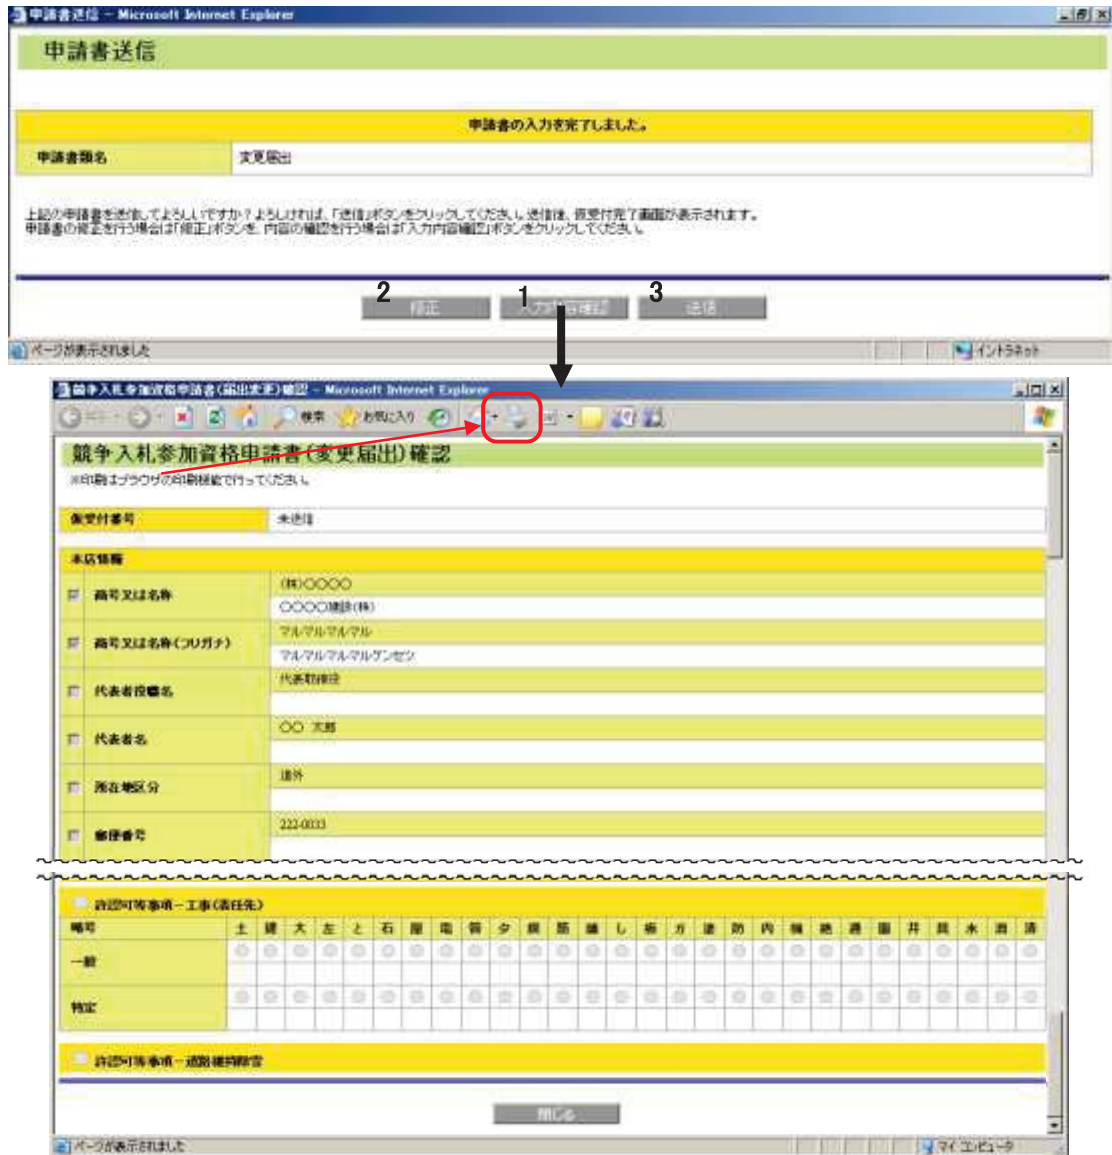 申請書送信 - Microsoft Internet Explorer
申請書送信
申請書の入力を完了しました。
申請書類名 変更届出
上記の申請書を送信してよろしいですか？よろしければ、「送信」ボタンをクリックしてください。送信後、仮受付完了画面が表示されます。
申請書の修正を行う場合は「修正」ボタンを、内容の確認を行う場合は「入力内容確認」ボタンをクリックしてください。
2 修正 1 入力内容確認 3 送信
ページが表示されました イントラネット
競争入札参加資格申請書(届出変更)確認 - Microsoft Internet Explorer
検索 お気に入り
競争入札参加資格申請書(変更届出)確認
※印刷はブラウザの印刷機能で行ってください。
仮受付番号 未送信
本店情報
商号又は名称 (株)〇〇〇〇
〇〇〇〇建設(株)
商号又は名称(フリガナ) マルマルマルマル
マルマルマルマルケンセツ
代表者役職名 代表取締役
代表者名 〇〇 太郎
所在地区分 道外
郵便番号 222-0033
許認可等事項－工事(委任先)
略号 土 建 大 左 と 石 屋 電 管 タ 鋼 筋 舗 し 板 ガ 塗 防 内 機 絶 通 園 井 具 水 消 清
一般
特定
許認可等事項－道路維持除雪
閉じる
ページが表示されました マイ コンピュータ